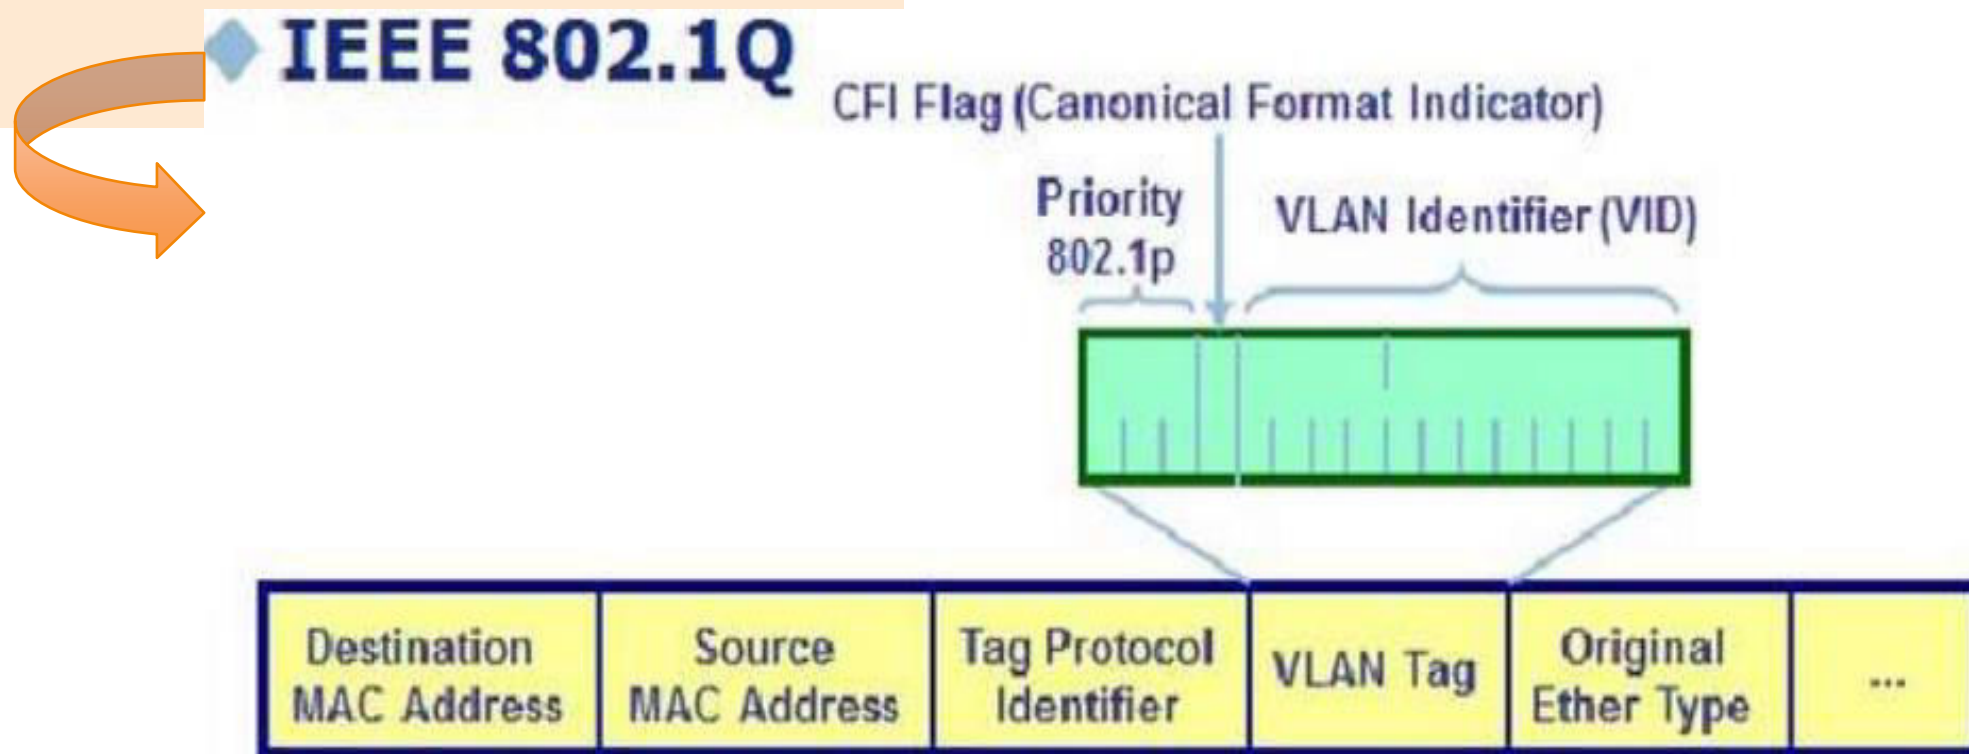 IEEE 802.1Q
CFI Flag (Canonical Format Indicator)
Priority
802.1p
VLAN Identifier (VID)
Destination
MAC Address
Source
MAC Address
Tag Protocol
Identifier
VLAN Tag
Original
Ether Type
...